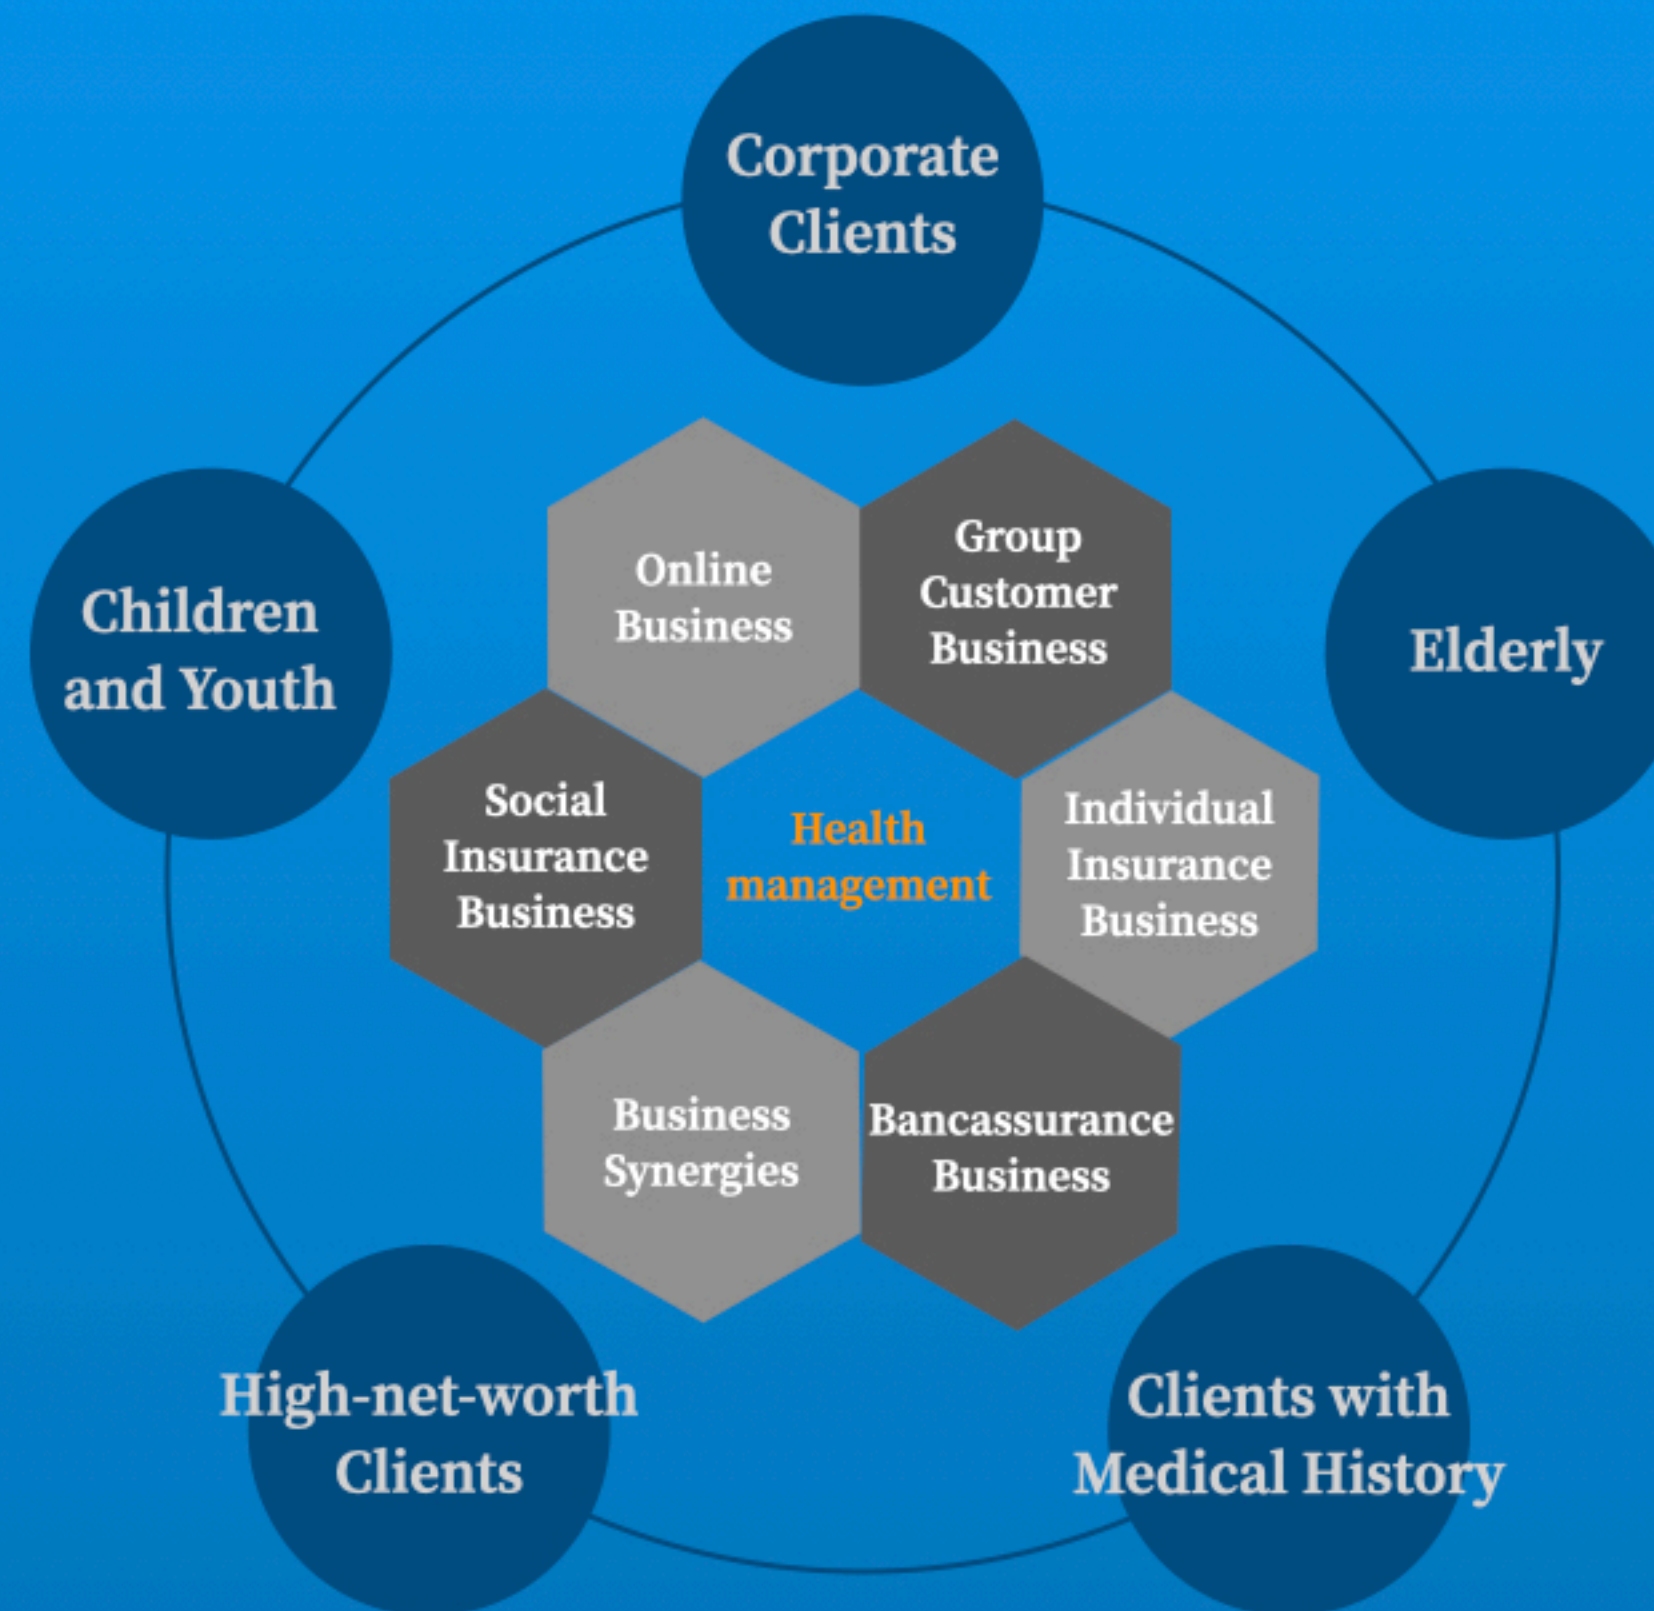 Corporate
Clients
Children
and Youth
Elderly
Online
Business
Group
Customer
Business
Social
Insurance
Business
Health
management
Individual
Insurance
Business
Business
Synergies
Bancassurance
Business
High-net-worth
Clients
Clients with
Medical History